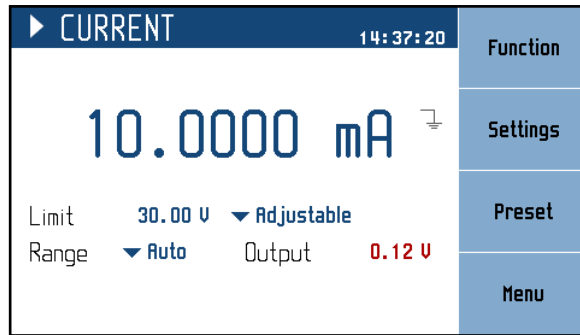 CURRENT 14:37:20
10.0000 mA
Limit 30.00 V Adjustable
Range Auto Output 0.12 V
Function
Settings
Preset
Menu